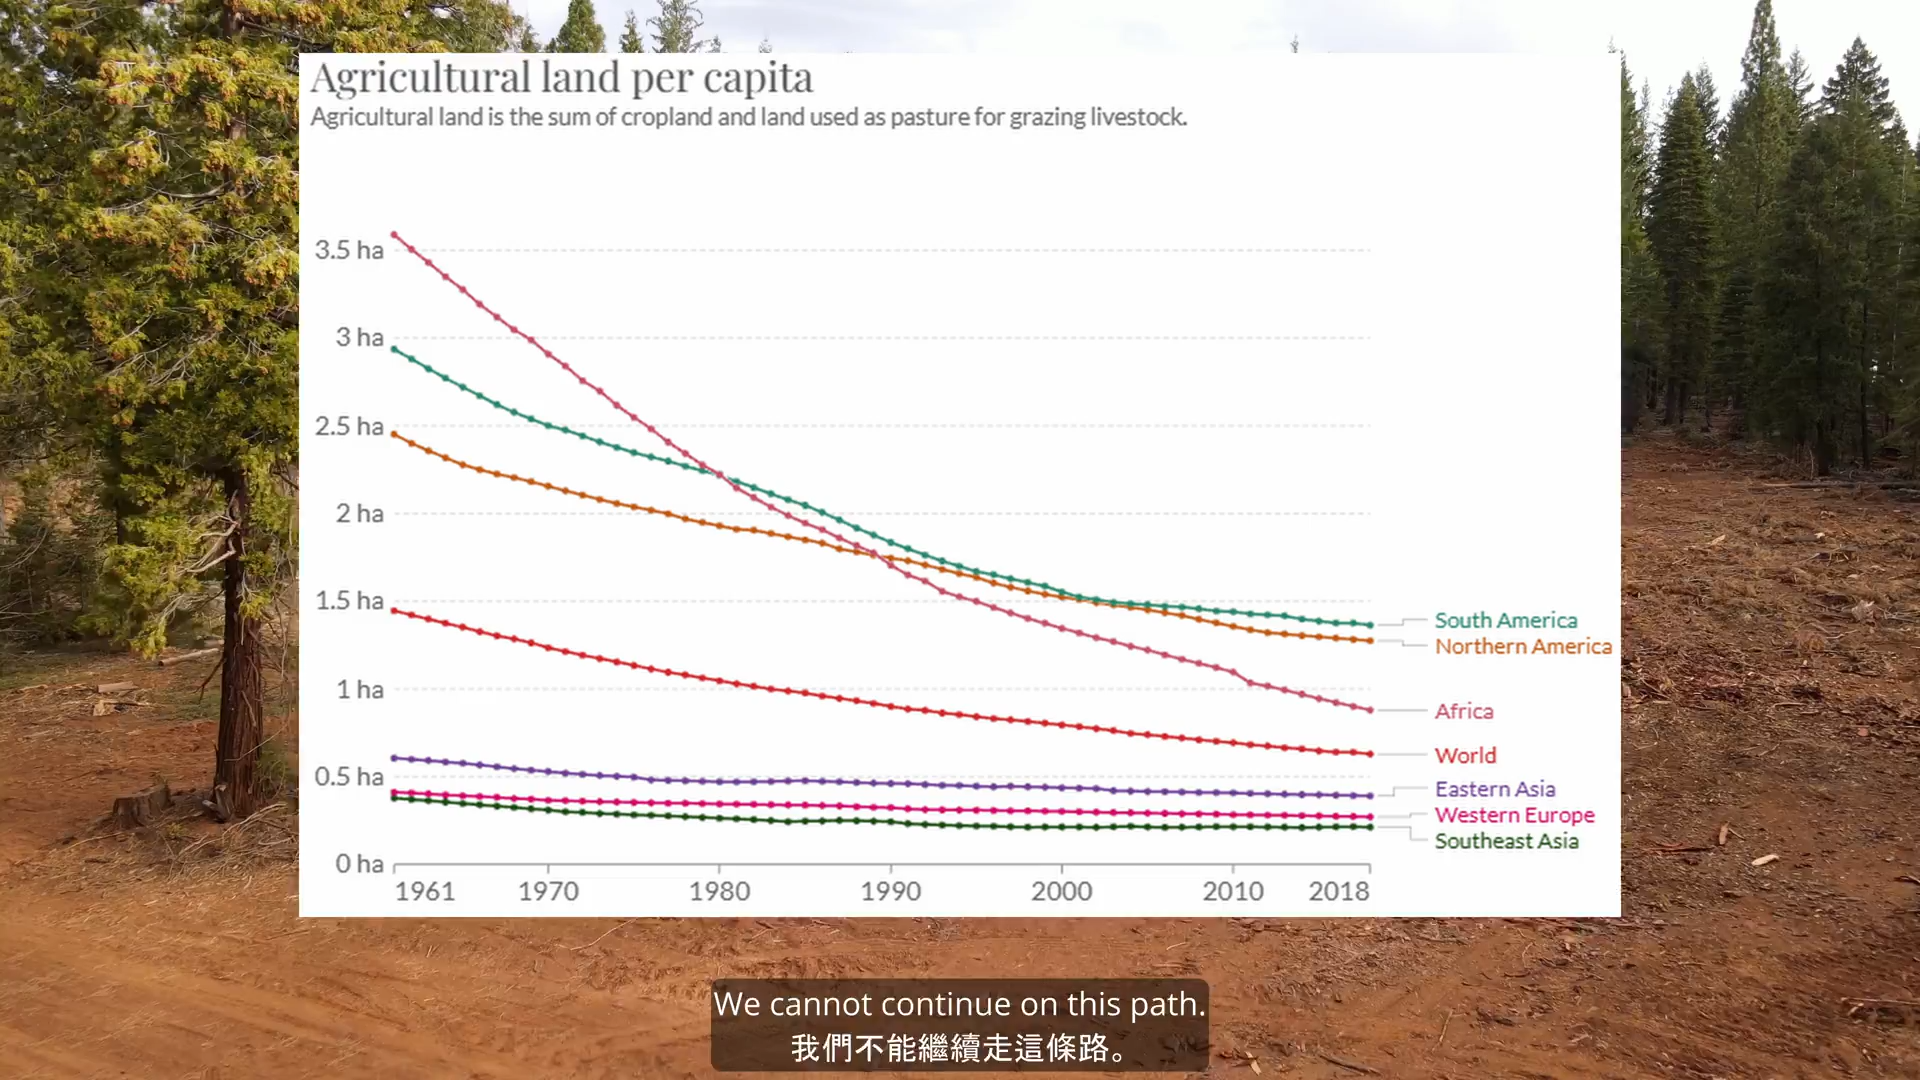 Agricultural land per capita
Agricultural land is the sum of cropland and land used as pasture for grazing livestock.
3.5 ha
3 ha
2.5 ha
2 ha
1.5 ha
1 ha
0.5 ha
0 ha
1961 1970 1980 1990 2000 2010 2018
South America
Northern America
Africa
World
Eastern Asia
Western Europe
Southeast Asia
We cannot continue on this path.
我們不能繼續走這條路。